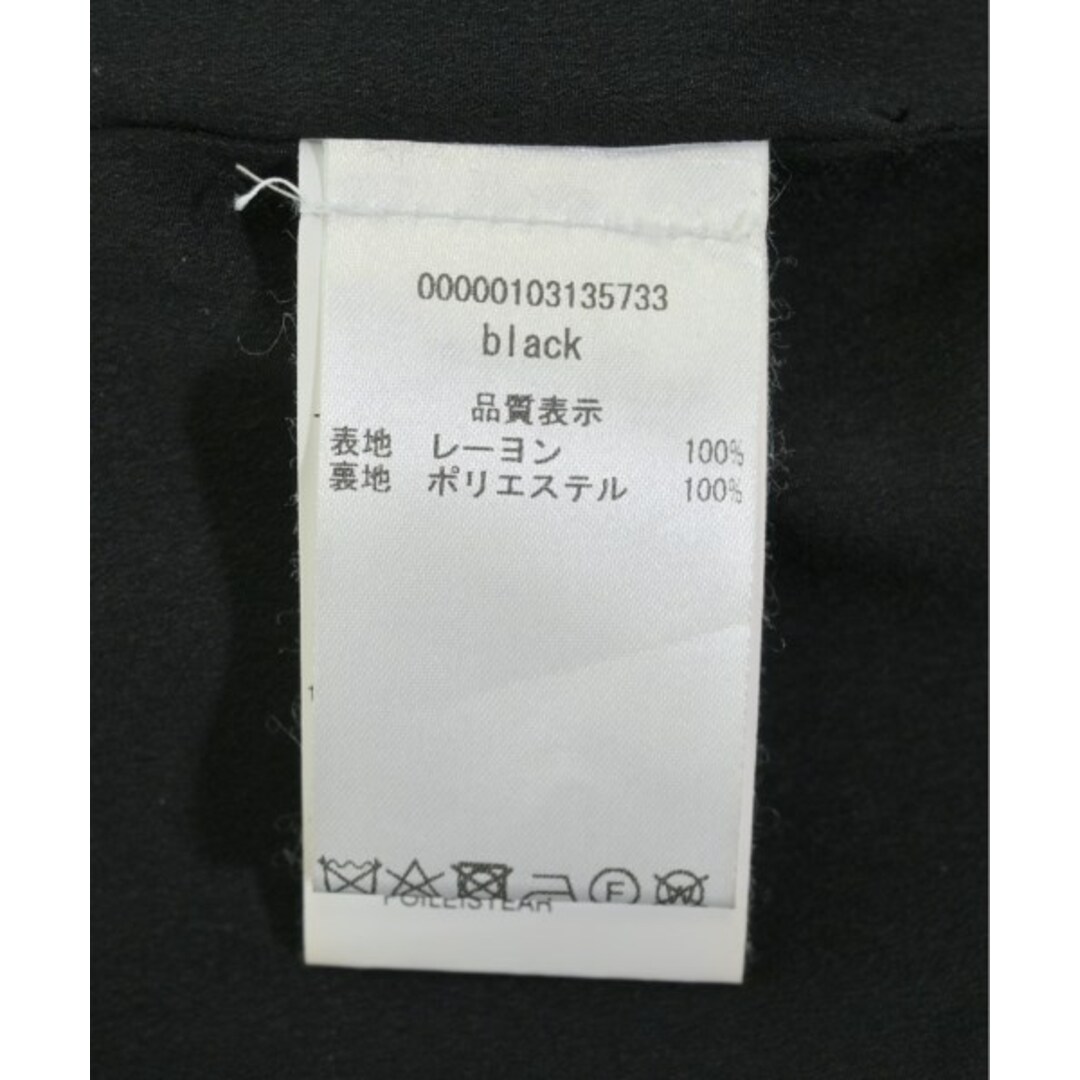 00000103135733
black
品質表示
表地 レーヨン 100%
裏地 ポリエステル 100%
F
W